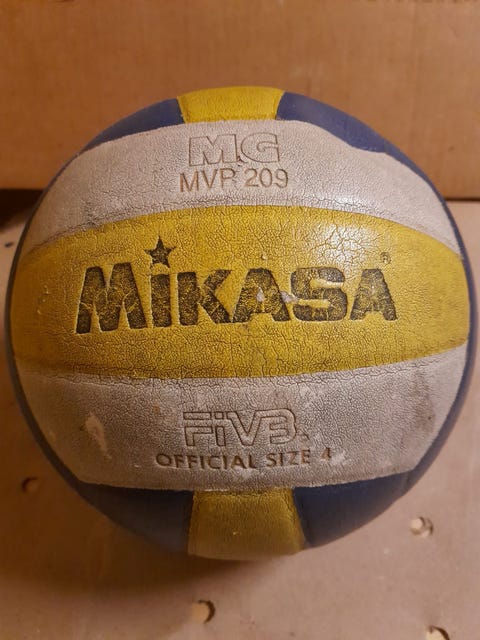 MG
MVP 209
MiKASA®
FiVB
OFFICIAL SIZE 4